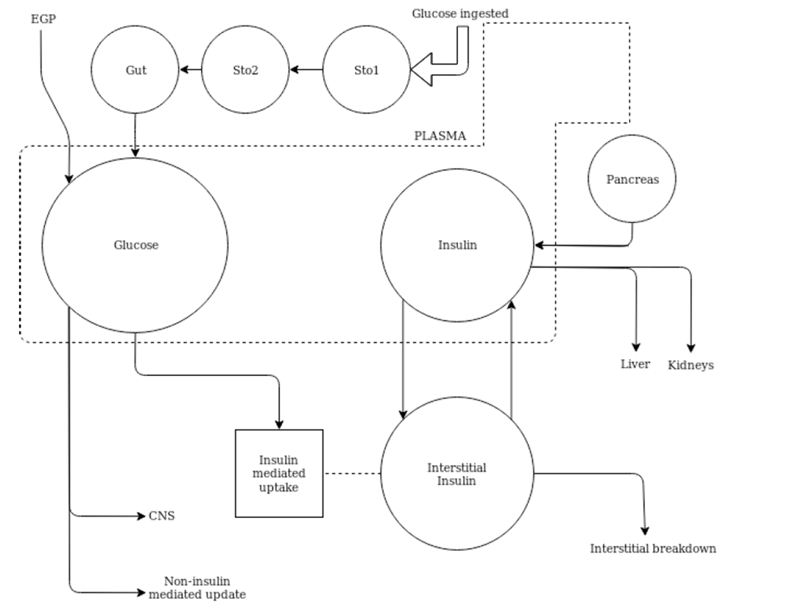 Glucose ingested
EGP
Gut
Sto2
Sto1
PLASMA
Pancreas
Glucose
Insulin
Liver
Kidneys
Insulin
mediated
uptake
Interstitial
Insulin
CNS
Interstitial breakdown
Non-insulin
mediated update